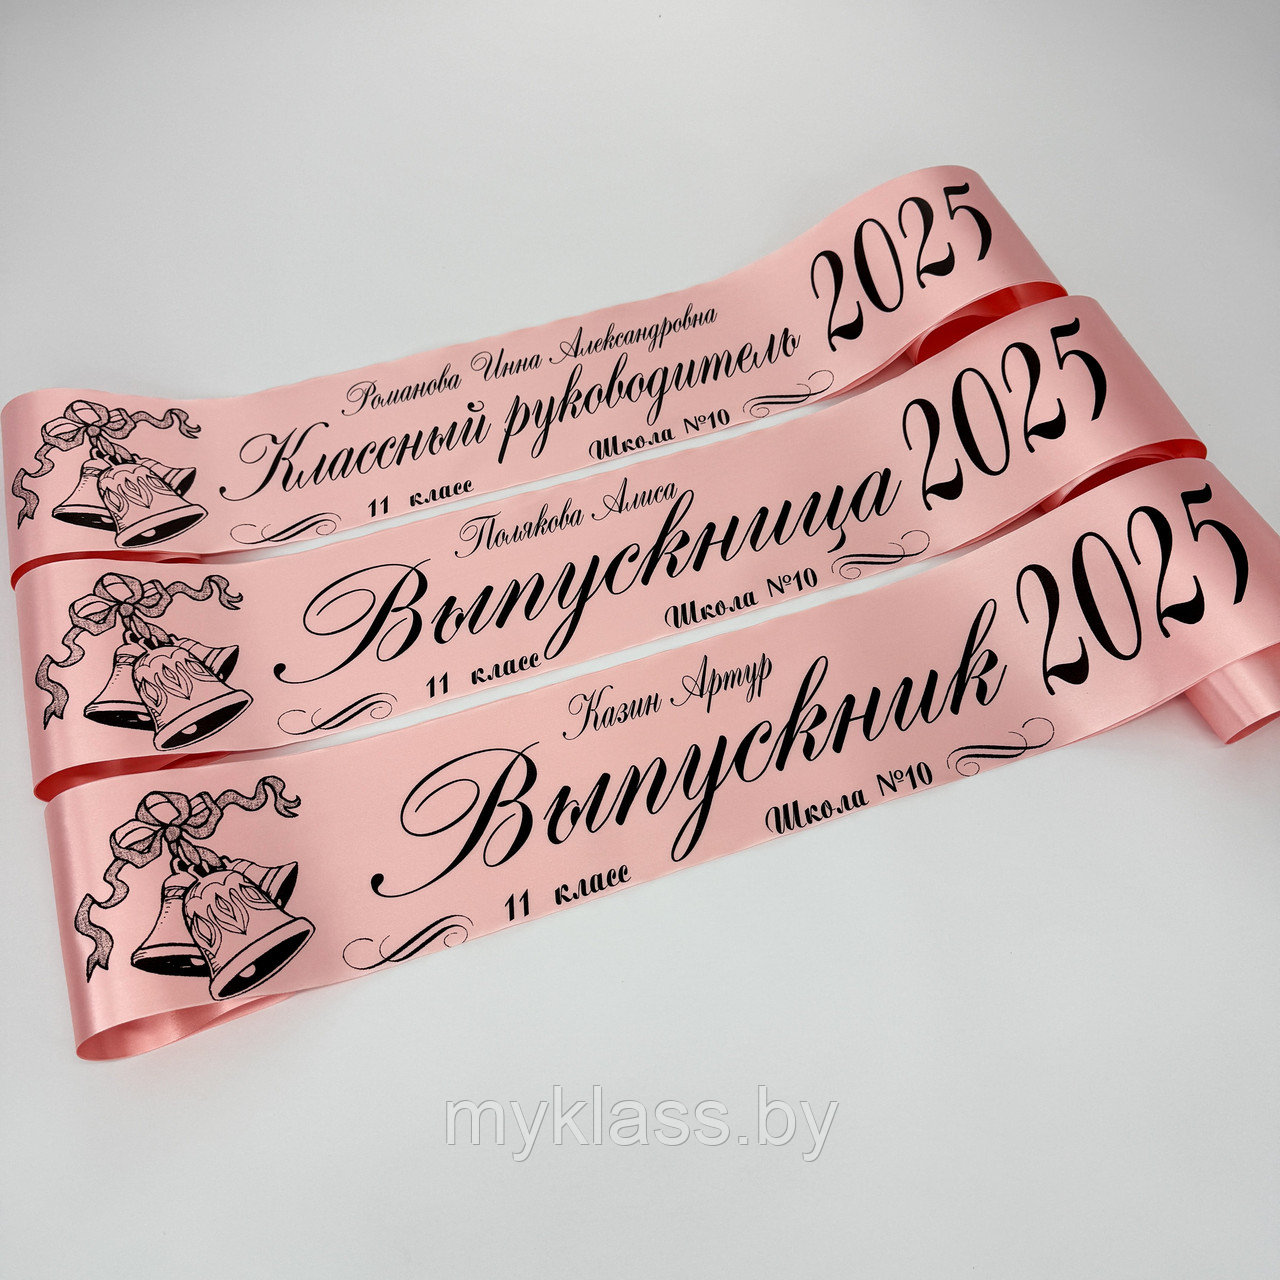 Романова Инна Александровна
Классный руководитель 2025
11 класс Школа №10
Полякова Алиса
Выпускница 2025
11 класс Школа №10
Казин Артур
Выпускник 2025
11 класс Школа №10
myklass.by